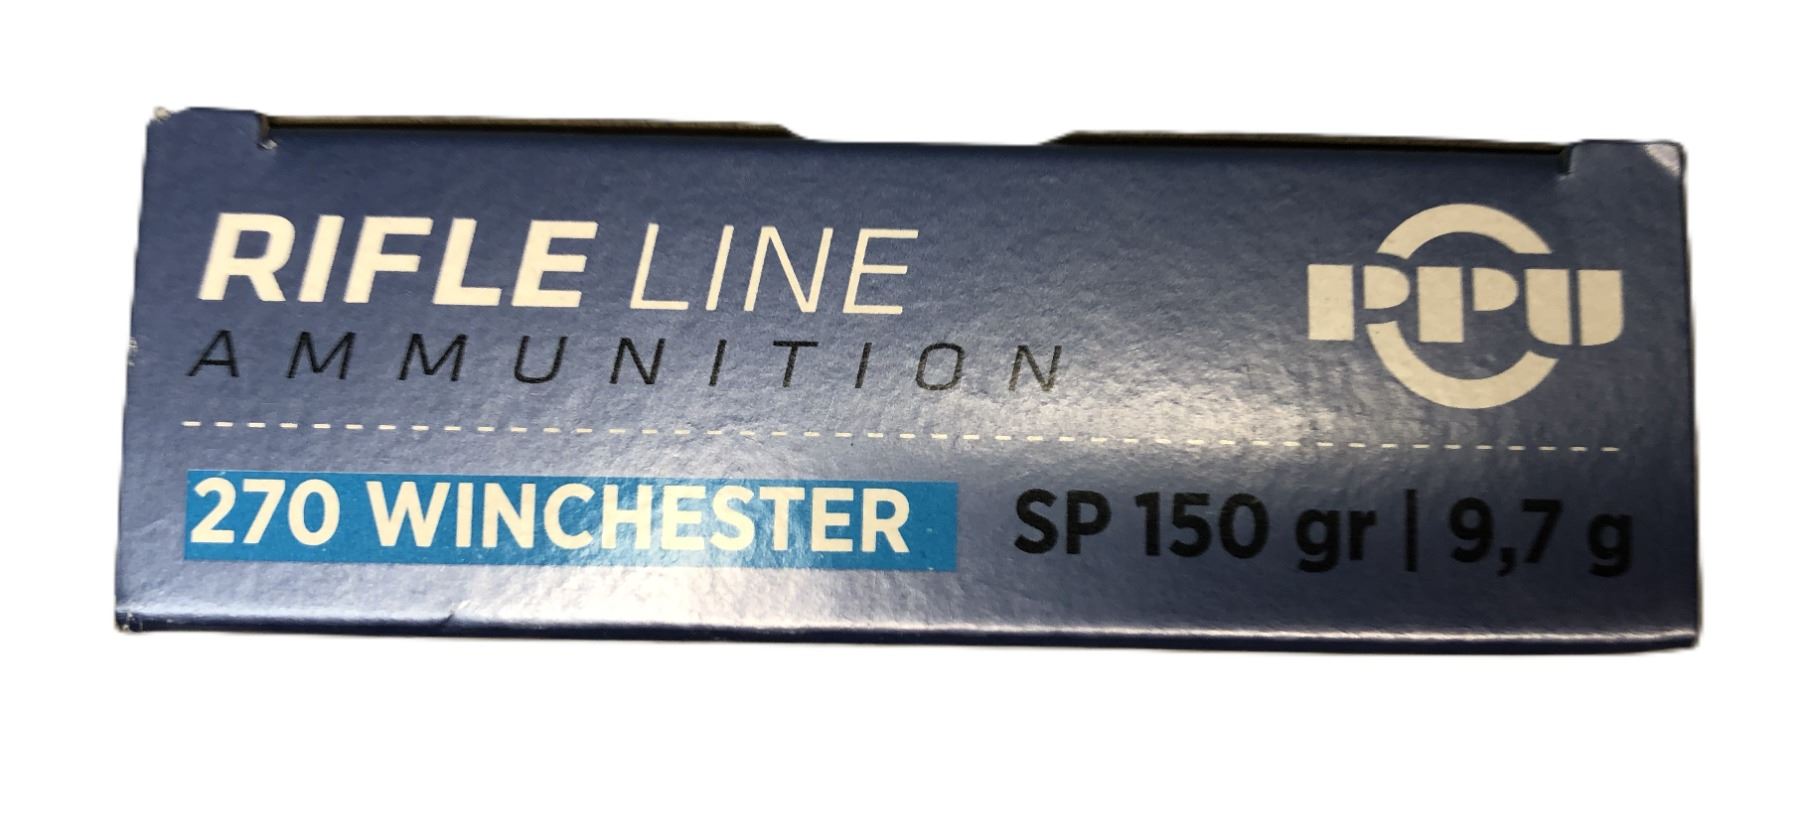 RIFLE LINE
AMMUNITION
PPU
270 WINCHESTER
SP 150 gr | 9,7 g